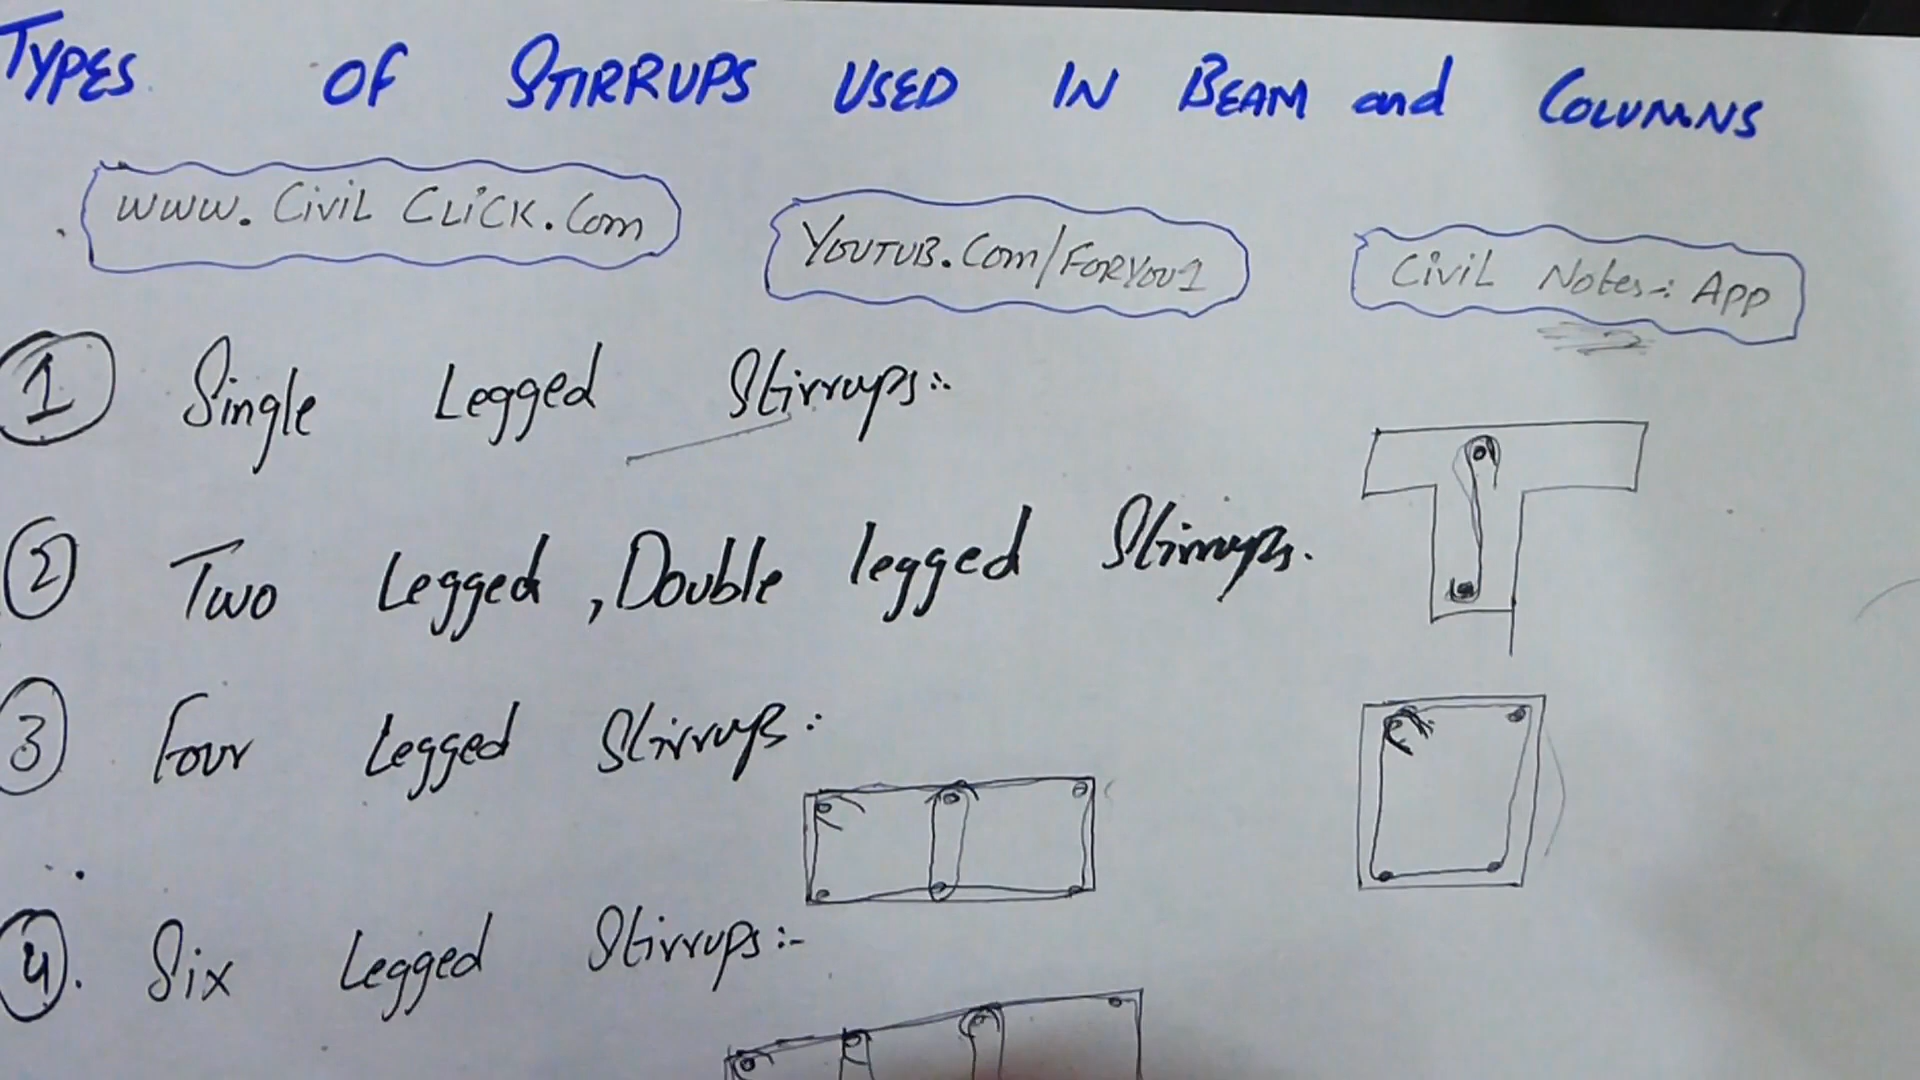 TYPES OF STIRRUPS USED IN BEAM and COLUMNS
www. Civil CLiCK.Com
YOUTUB.Com/FORYOU1
Civil Notes-: App
1 Single Legged Stirrups:-
2 Two Legged, Double legged Stirrups.
3 Four Legged Stirrups:-
4. Six Legged Stirrups:-